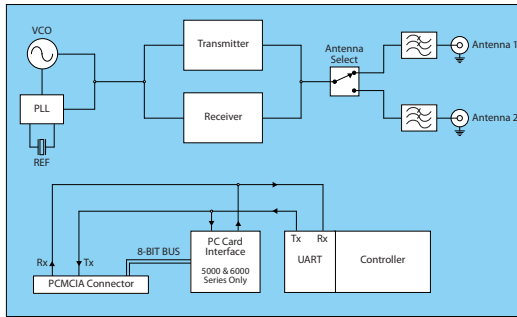 VCO
Transmitter
Antenna
Select
Antenna 1
PLL
Receiver
Antenna 2
REF
Rx
Tx
8-BIT BUS
PC Card
Interface
5000 & 6000
Series Only
Tx
Rx
UART
Controller
PCMCIA Connector